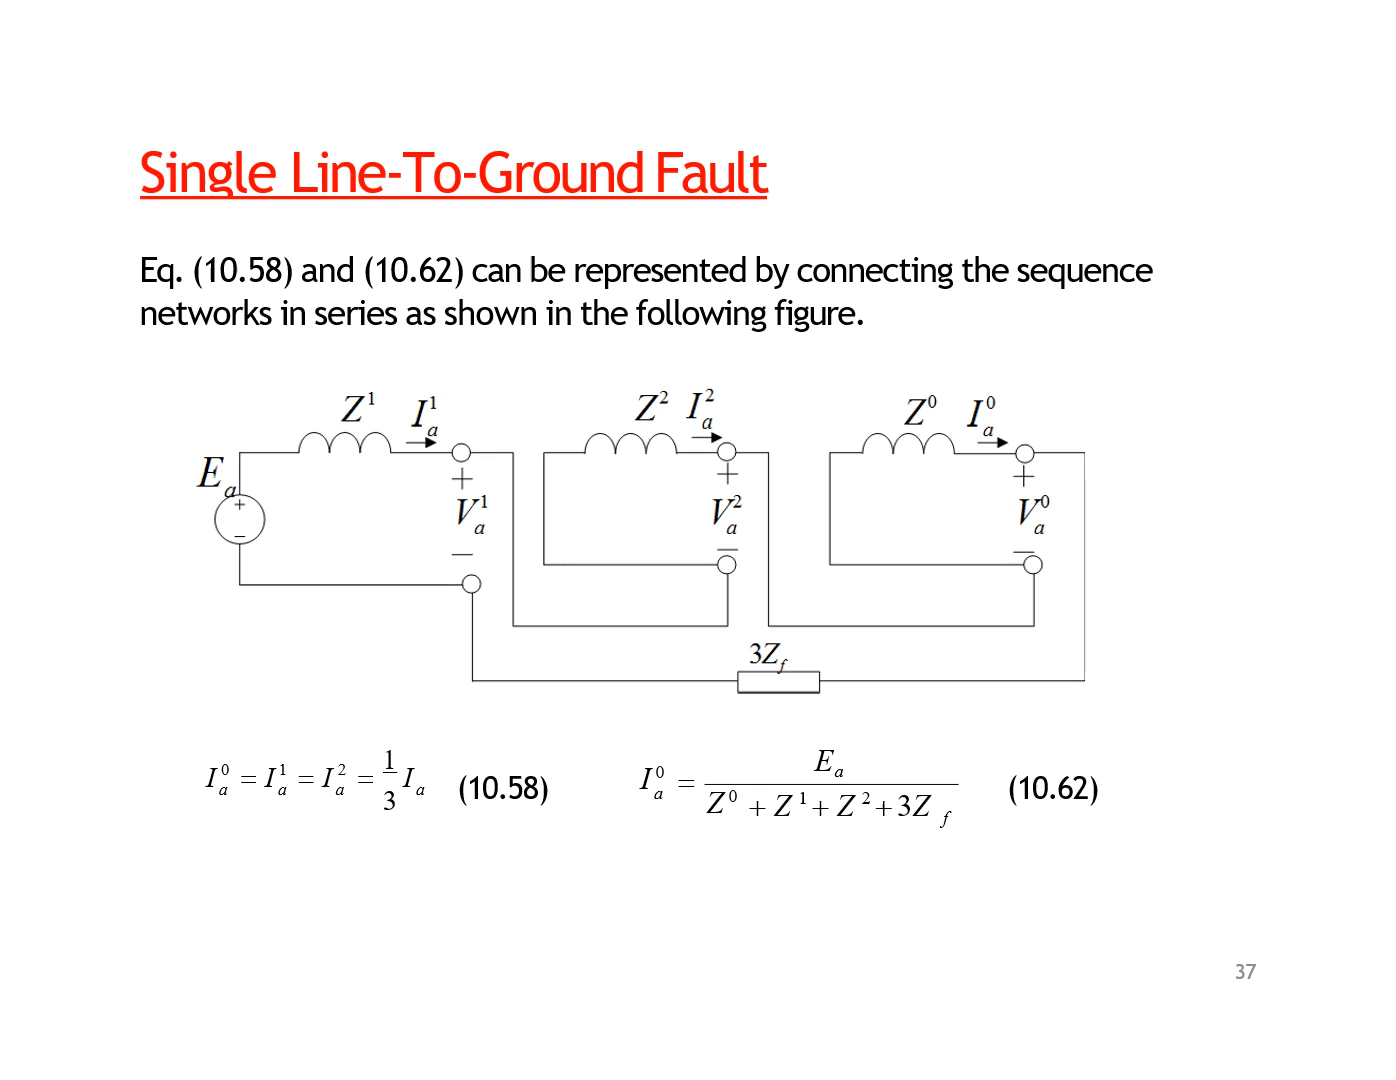 Single Line-To-Ground Fault
Eq. (10.58) and (10.62) can be represented by connecting the sequence
networks in series as shown in the following figure.
Z¹ I¹ₐ Z² I²ₐ Z⁰ I⁰ₐ
Eₐ
+ + + +
V¹ₐ V²ₐ V⁰ₐ
− − − −
3Z_f
I⁰ₐ = I¹ₐ = I²ₐ = 1/3 Iₐ (10.58) I⁰ₐ = Eₐ / (Z⁰ + Z¹ + Z² + 3Z_f) (10.62)
37